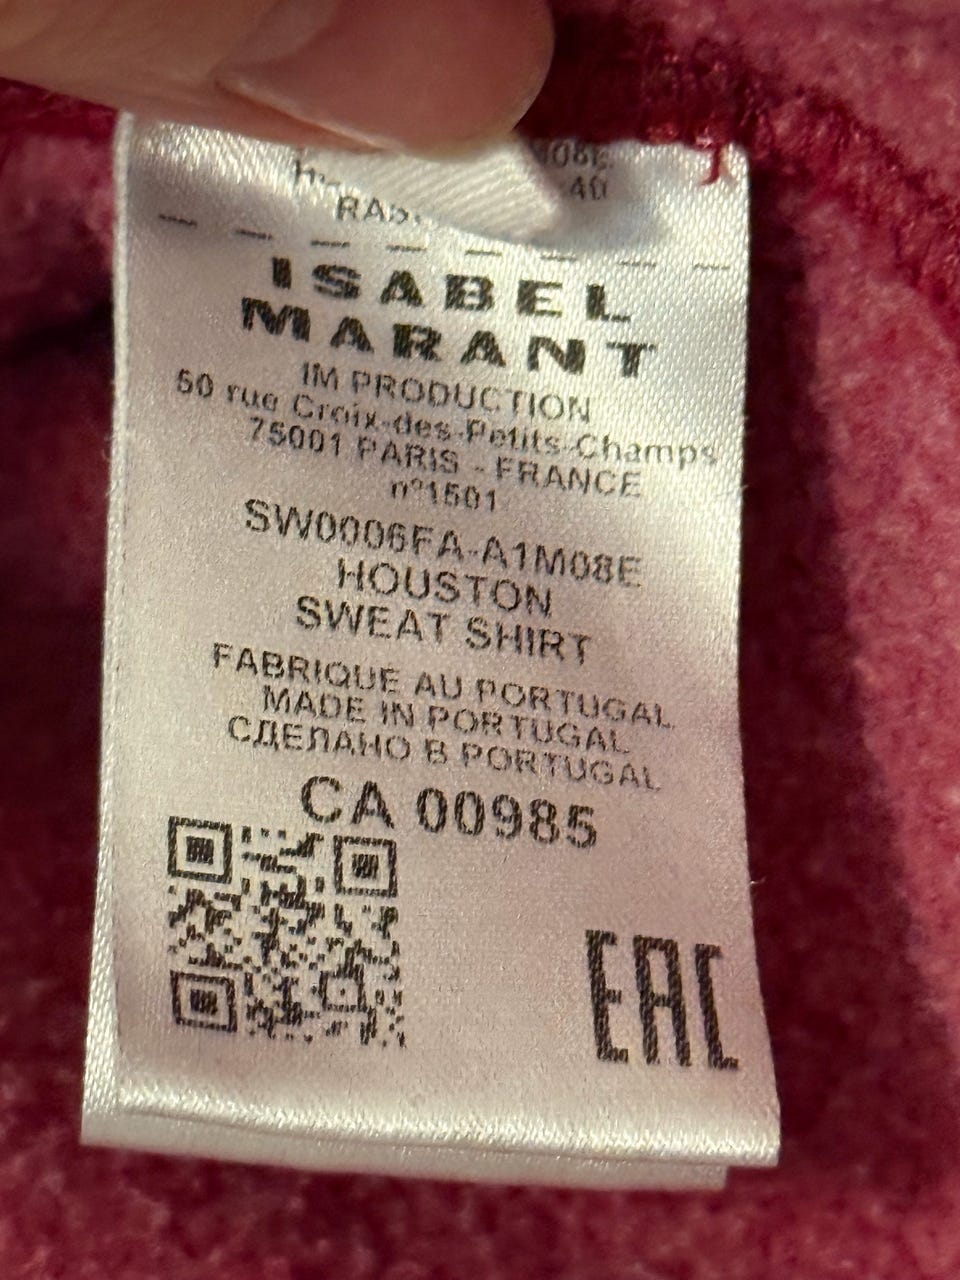 40
ISABEL
MARANT
IM PRODUCTION
50 rue Croix-des-Petits-Champs
75001 PARIS - FRANCE
n°1501
SW0006FA-A1M08E
HOUSTON
SWEAT SHIRT
FABRIQUE AU PORTUGAL
MADE IN PORTUGAL
СДЕЛАНО В PORTUGAL
CA 00985
EAC